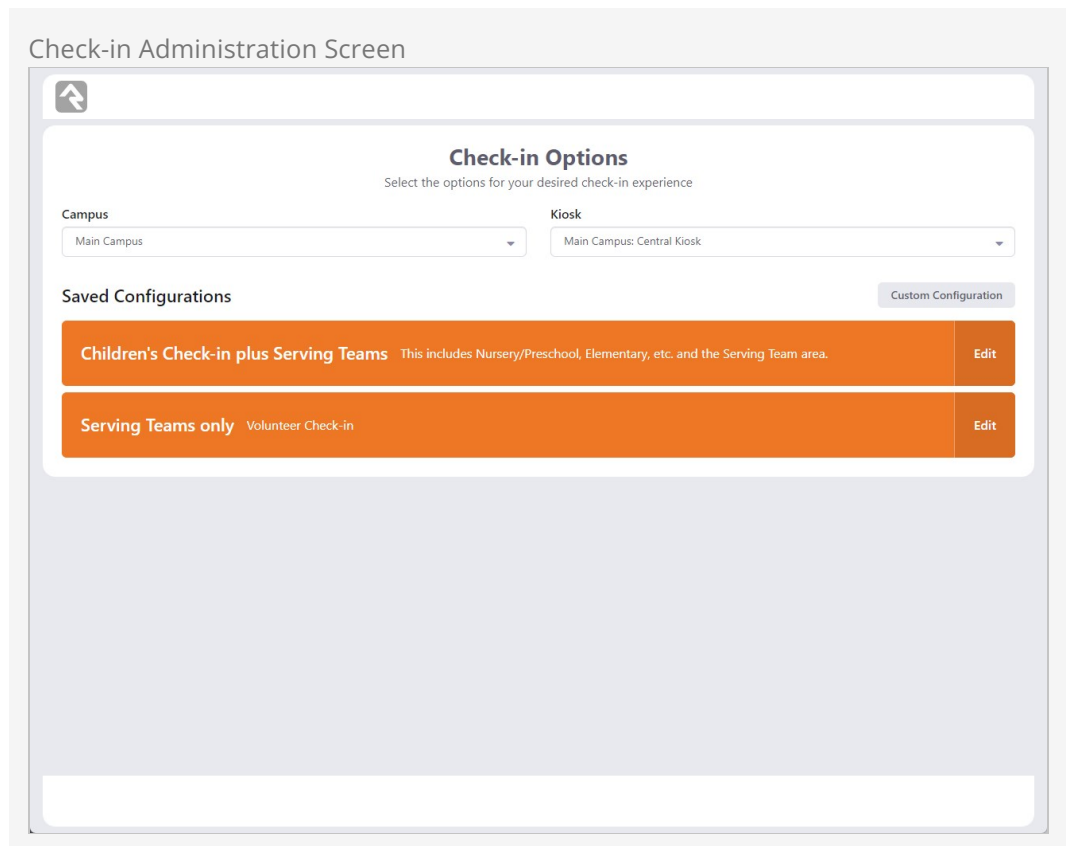 Check-in Administration Screen
Check-in Options
Select the options for your desired check-in experience
Campus
Kiosk
Main Campus
Main Campus: Central Kiosk
Saved Configurations
Custom Configuration
Children's Check-in plus Serving Teams This includes Nursery/Preschool, Elementary, etc. and the Serving Team area.
Edit
Serving Teams only Volunteer Check-in
Edit